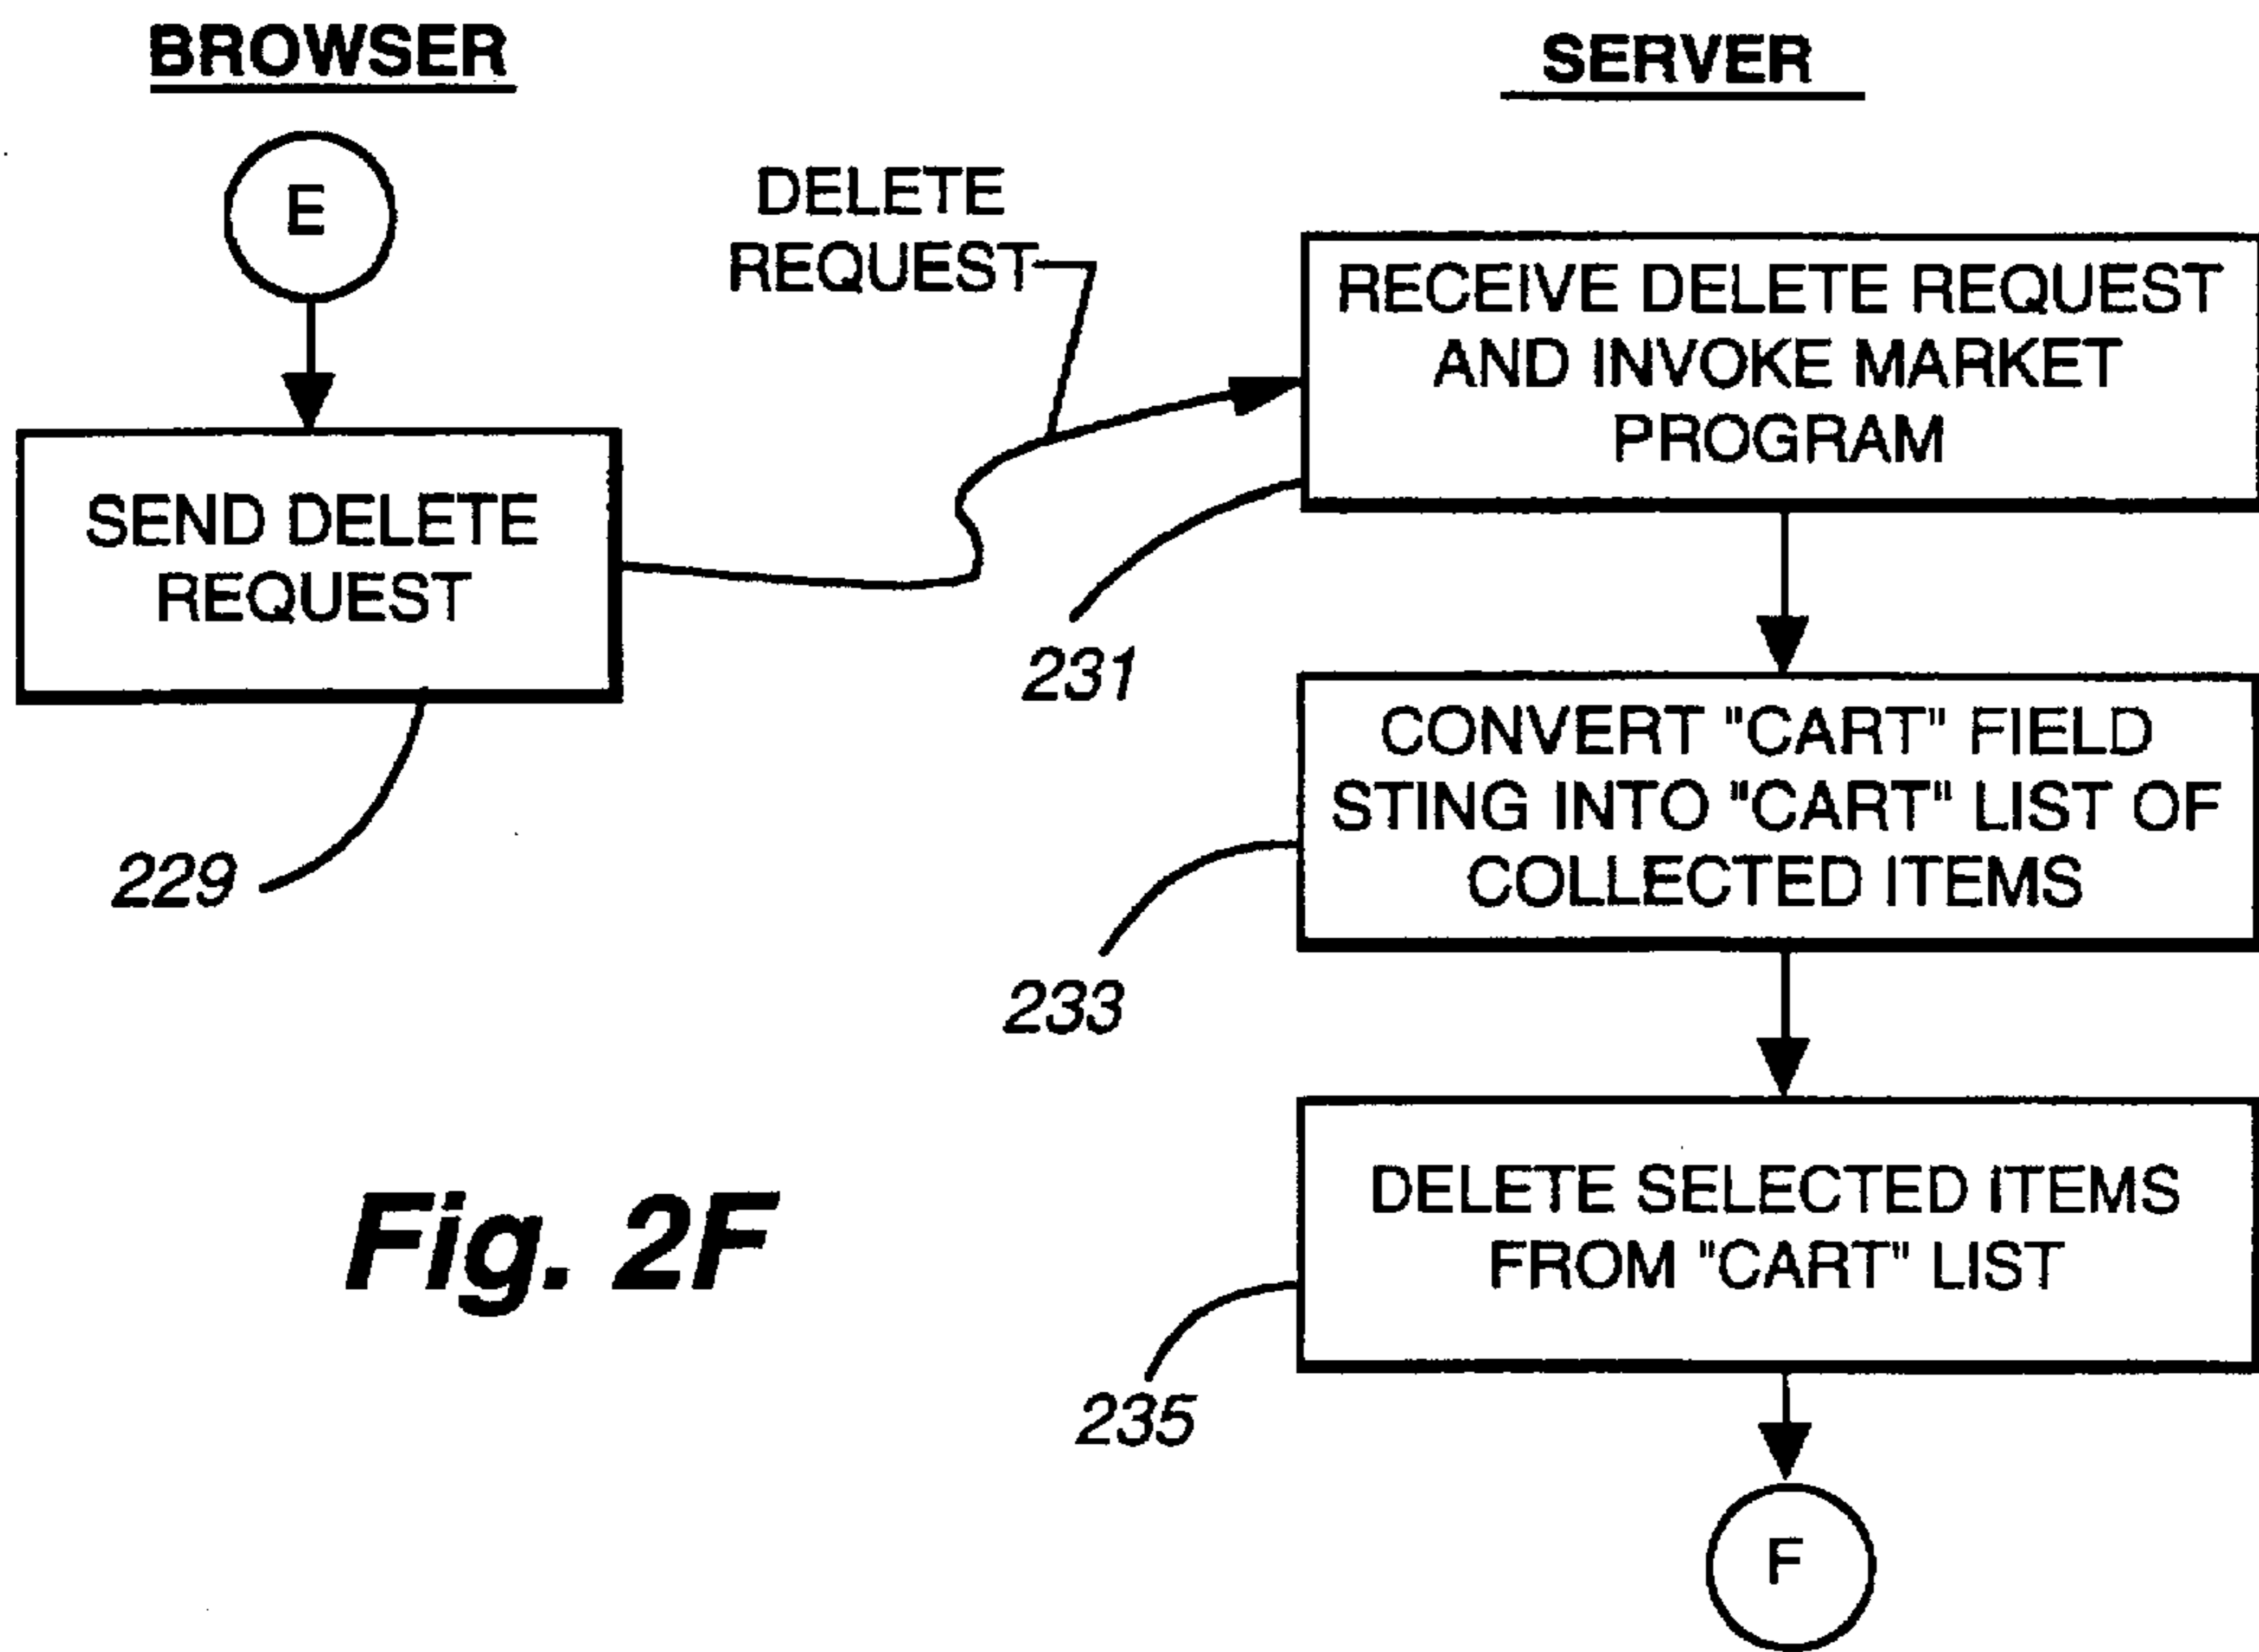 BROWSER
SERVER
E
DELETE
REQUEST
RECEIVE DELETE REQUEST
AND INVOKE MARKET
PROGRAM
SEND DELETE
REQUEST
231
229
CONVERT "CART" FIELD
STING INTO "CART" LIST OF
COLLECTED ITEMS
233
DELETE SELECTED ITEMS
FROM "CART" LIST
235
Fig. 2F
F